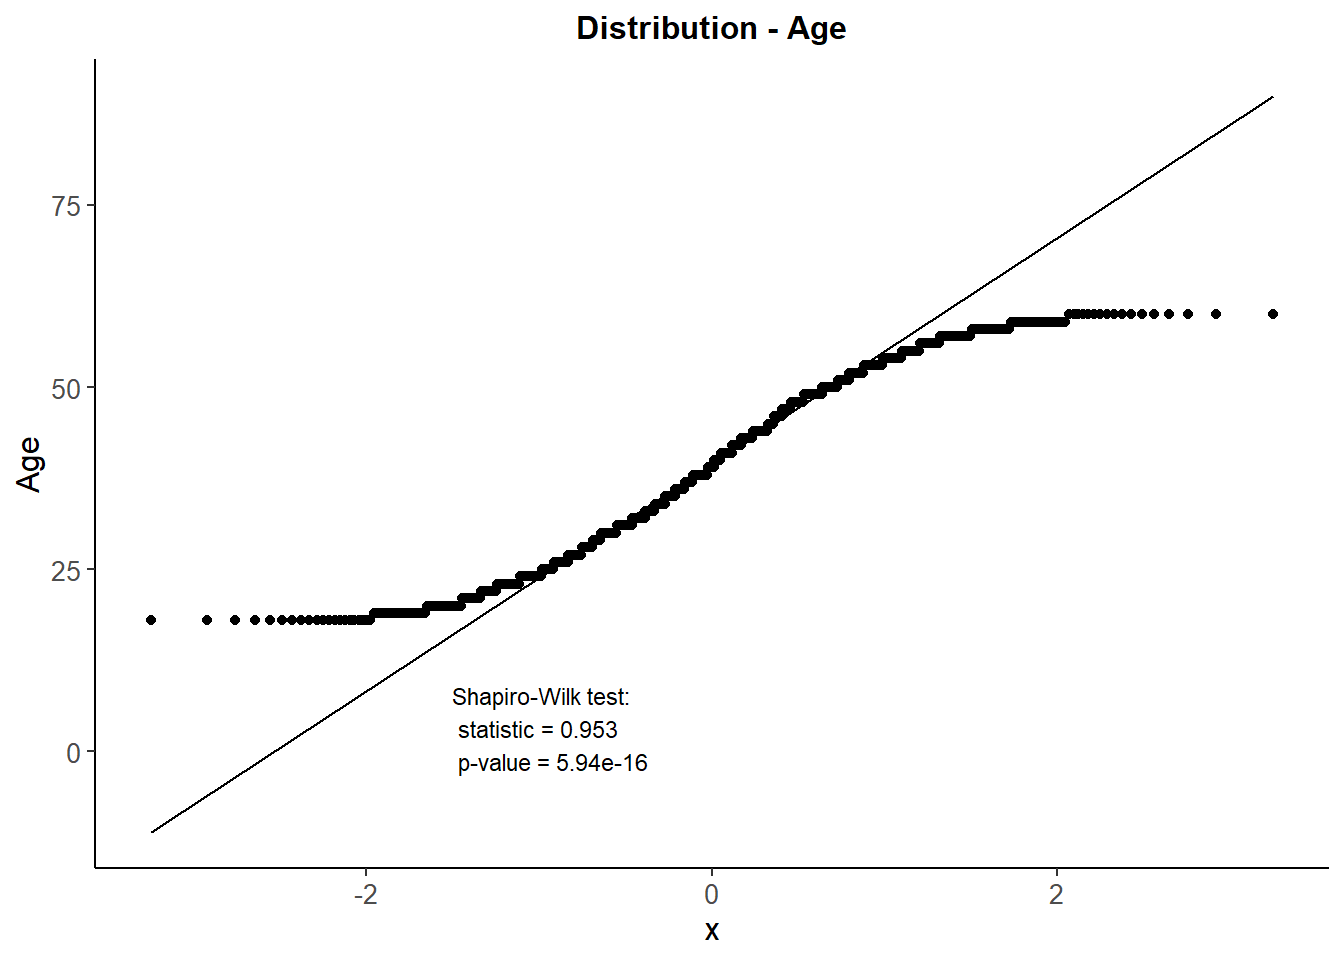 Distribution - Age
Age
75
50
25
0
Shapiro-Wilk test:
statistic = 0.953
p-value = 5.94e-16
-2
0
2
x